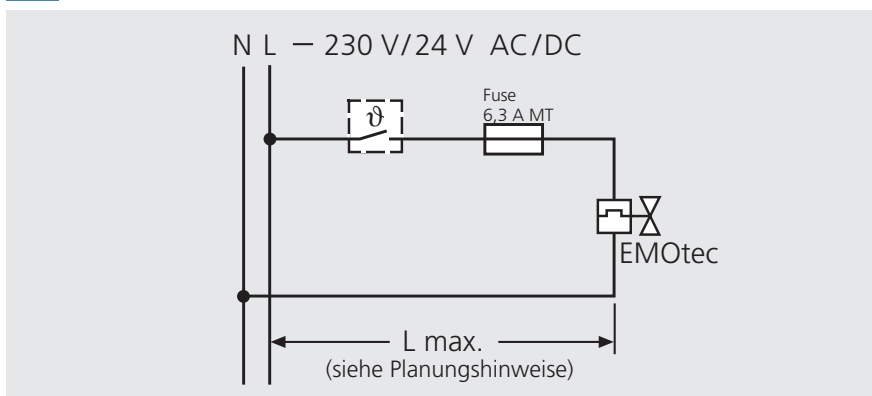 N L – 230 V/24 V AC/DC
ϑ
Fuse
6,3 A MT
EMOtec
L max.
(siehe Planungshinweise)